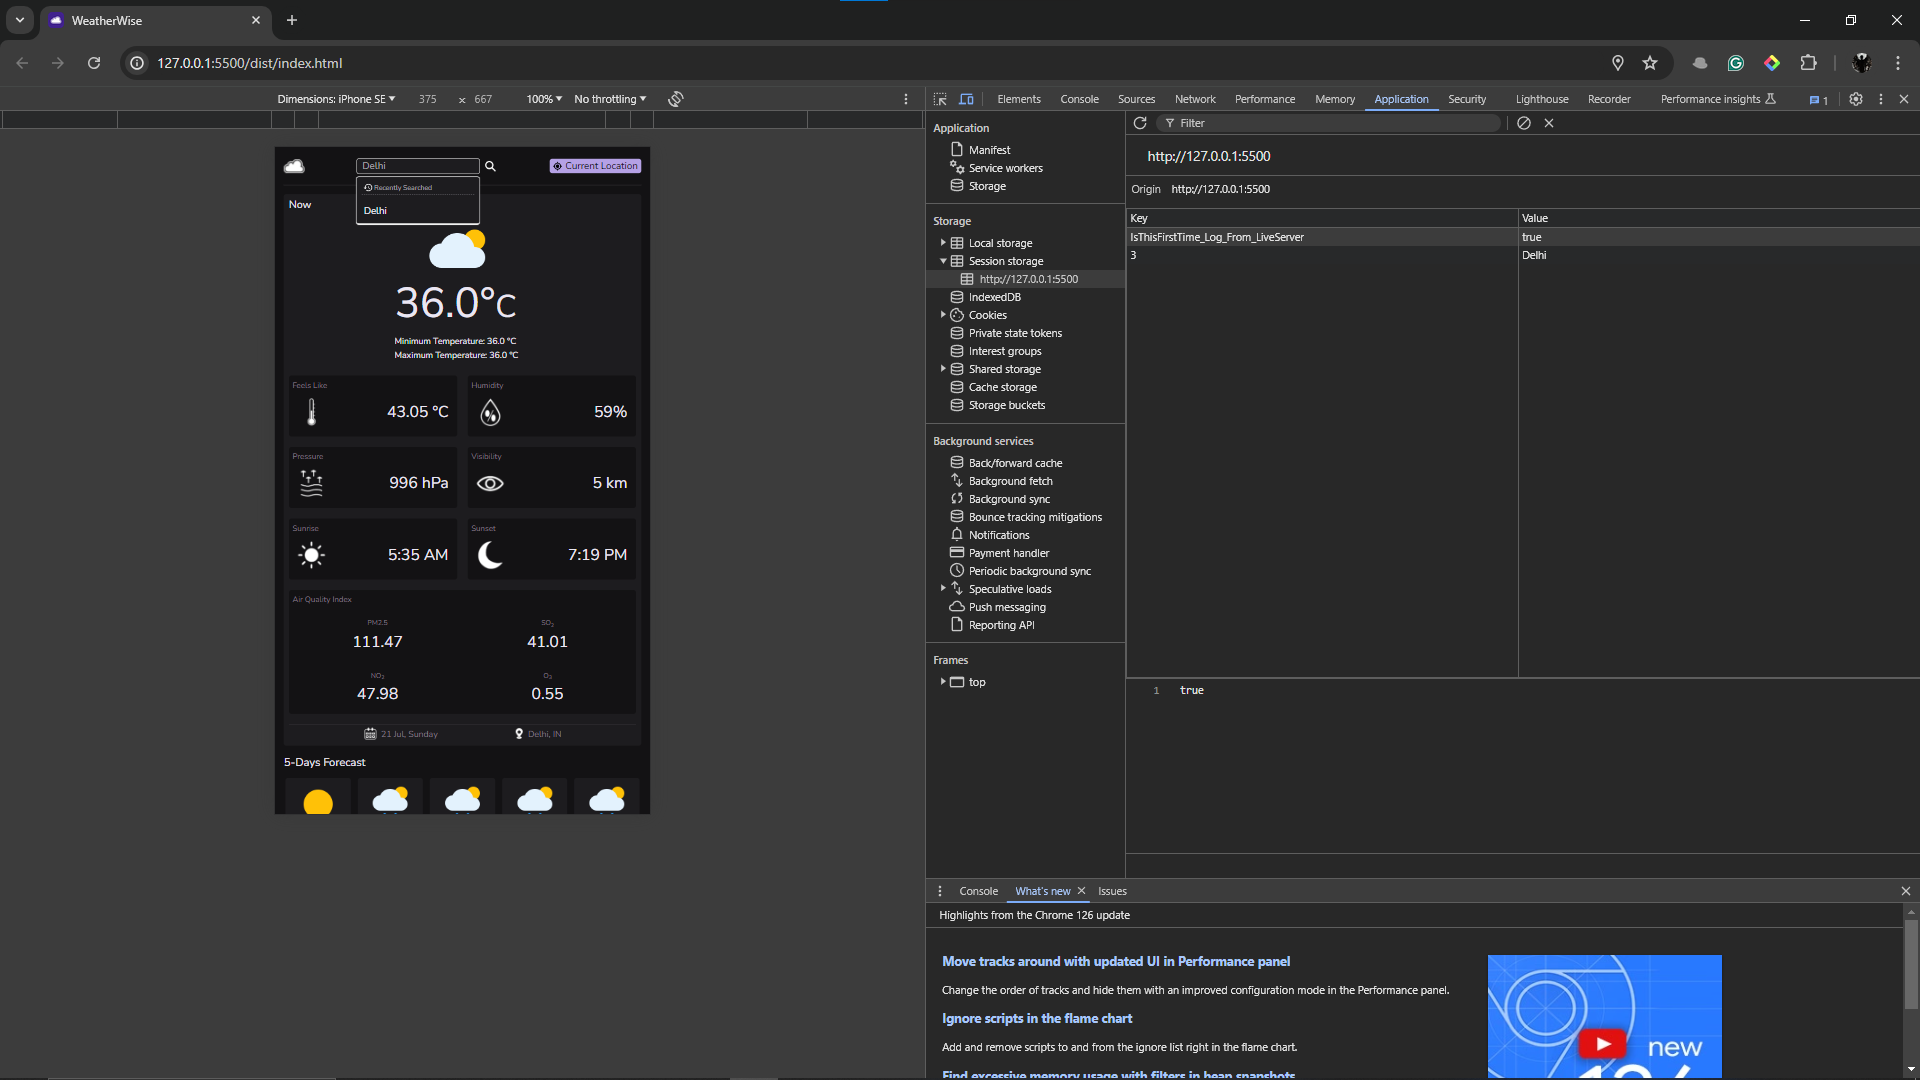 WeatherWise
127.0.0.1:5500/dist/index.html
Dimensions: iPhone SE 375 x 667 100% No throttling
Elements Console Sources Network Performance Memory Application Security Lighthouse Recorder Performance insights 1
Delhi
Current Location
Recently Searched
Delhi
Now
36.0°C
Minimum Temperature: 36.0 °C
Maximum Temperature: 36.0 °C
Feels Like
43.05 °C
Humidity
59%
Pressure
996 hPa
Visibility
5 km
Sunrise
5:35 AM
Sunset
7:19 PM
Air Quality Index
PM2.5
111.47
SO₂
41.01
NO₂
47.98
O₃
0.55
21 Jul, Sunday
Delhi, IN
5-Days Forecast
Application
Manifest
Service workers
Storage
Storage
Local storage
Session storage
http://127.0.0.1:5500
IndexedDB
Cookies
Private state tokens
Interest groups
Shared storage
Cache storage
Storage buckets
Background services
Back/forward cache
Background fetch
Background sync
Bounce tracking mitigations
Notifications
Payment handler
Periodic background sync
Speculative loads
Push messaging
Reporting API
Frames
top
Filter
http://127.0.0.1:5500
Origin http://127.0.0.1:5500
Key Value
IsThisFirstTime_Log_From_LiveServer true
3 Delhi
1 true
Console What's new Issues
Highlights from the Chrome 126 update
Move tracks around with updated UI in Performance panel
Change the order of tracks and hide them with an improved configuration mode in the Performance panel.
Ignore scripts in the flame chart
Add and remove scripts to and from the ignore list right in the flame chart.
Find excessive memory usage with filters in heap snapshots
new
126